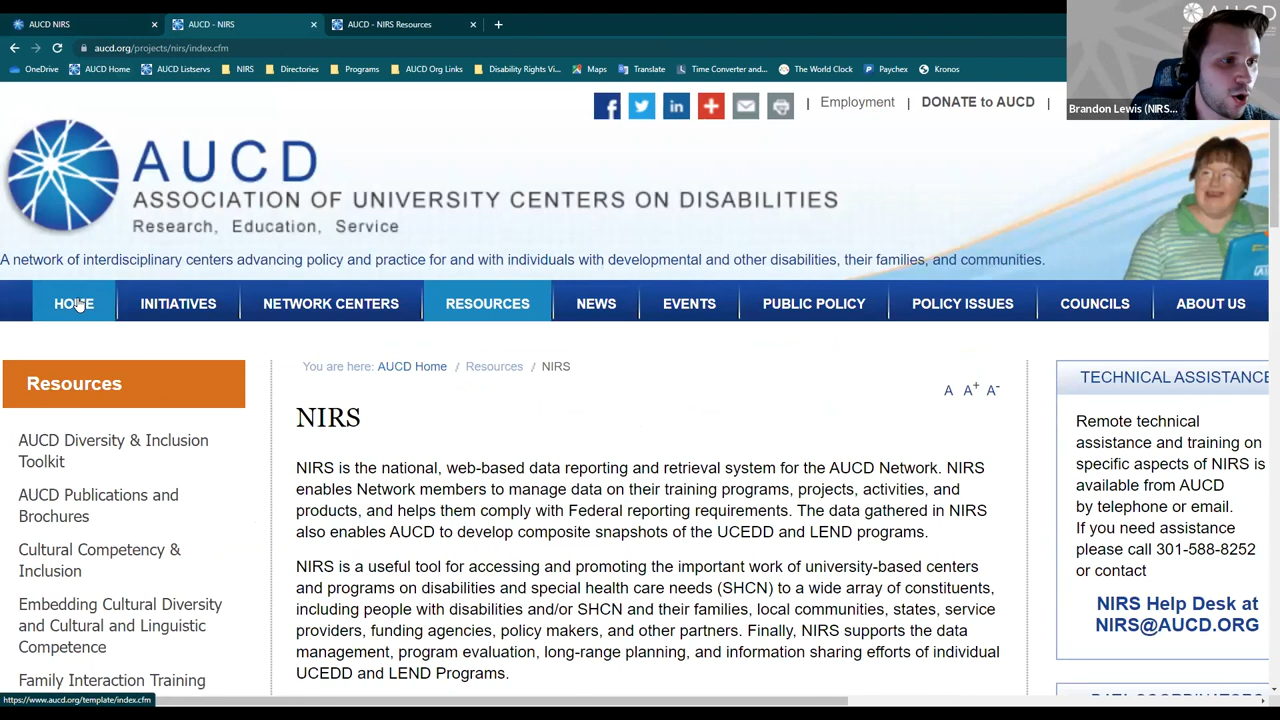 AUCD NIRS
AUCD - NIRS
AUCD - NIRS Resources
aucd.org/projects/nirs/index.cfm
OneDrive
AUCD Home
AUCD Listservs
NIRS
Directories
Programs
AUCD Org Links
Disability Rights Vi...
Maps
Translate
Time Converter and...
The World Clock
Paychex
Kronos
AUCD
Brandon Lewis (NIRS...
Employment
DONATE to AUCD
AUCD
ASSOCIATION OF UNIVERSITY CENTERS ON DISABILITIES
Research, Education, Service
A network of interdisciplinary centers advancing policy and practice for and with individuals with developmental and other disabilities, their families, and communities.
HOME
INITIATIVES
NETWORK CENTERS
RESOURCES
NEWS
EVENTS
PUBLIC POLICY
POLICY ISSUES
COUNCILS
ABOUT US
Resources
AUCD Diversity & Inclusion
Toolkit
AUCD Publications and
Brochures
Cultural Competency &
Inclusion
Embedding Cultural Diversity
and Cultural and Linguistic
Competence
Family Interaction Training
You are here: AUCD Home / Resources / NIRS
A A+ A-
NIRS
NIRS is the national, web-based data reporting and retrieval system for the AUCD Network. NIRS
enables Network members to manage data on their training programs, projects, activities, and
products, and helps them comply with Federal reporting requirements. The data gathered in NIRS
also enables AUCD to develop composite snapshots of the UCEDD and LEND programs.
NIRS is a useful tool for accessing and promoting the important work of university-based centers
and programs on disabilities and special health care needs (SHCN) to a wide array of constituents,
including people with disabilities and/or SHCN and their families, local communities, states, service
providers, funding agencies, policy makers, and other partners. Finally, NIRS supports the data
management, program evaluation, long-range planning, and information sharing efforts of individual
UCEDD and LEND Programs.
TECHNICAL ASSISTANCE
Remote technical
assistance and training on
specific aspects of NIRS is
available from AUCD
by telephone or email.
If you need assistance
please call 301-588-8252
or contact
NIRS Help Desk at
NIRS@AUCD.ORG
DATA COORDINATORS
https://www.aucd.org/template/index.cfm